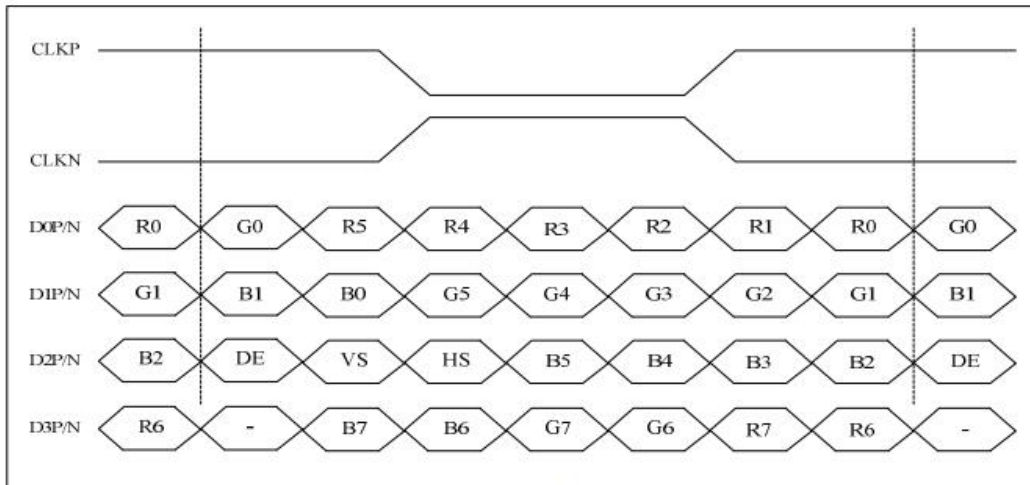 CLKP
CLKN
D0P/N R0 G0 R5 R4 R3 R2 R1 R0 G0
D1P/N G1 B1 B0 G5 G4 G3 G2 G1 B1
D2P/N B2 DE VS HS B5 B4 B3 B2 DE
D3P/N R6 - B7 B6 G7 G6 R7 R6 -